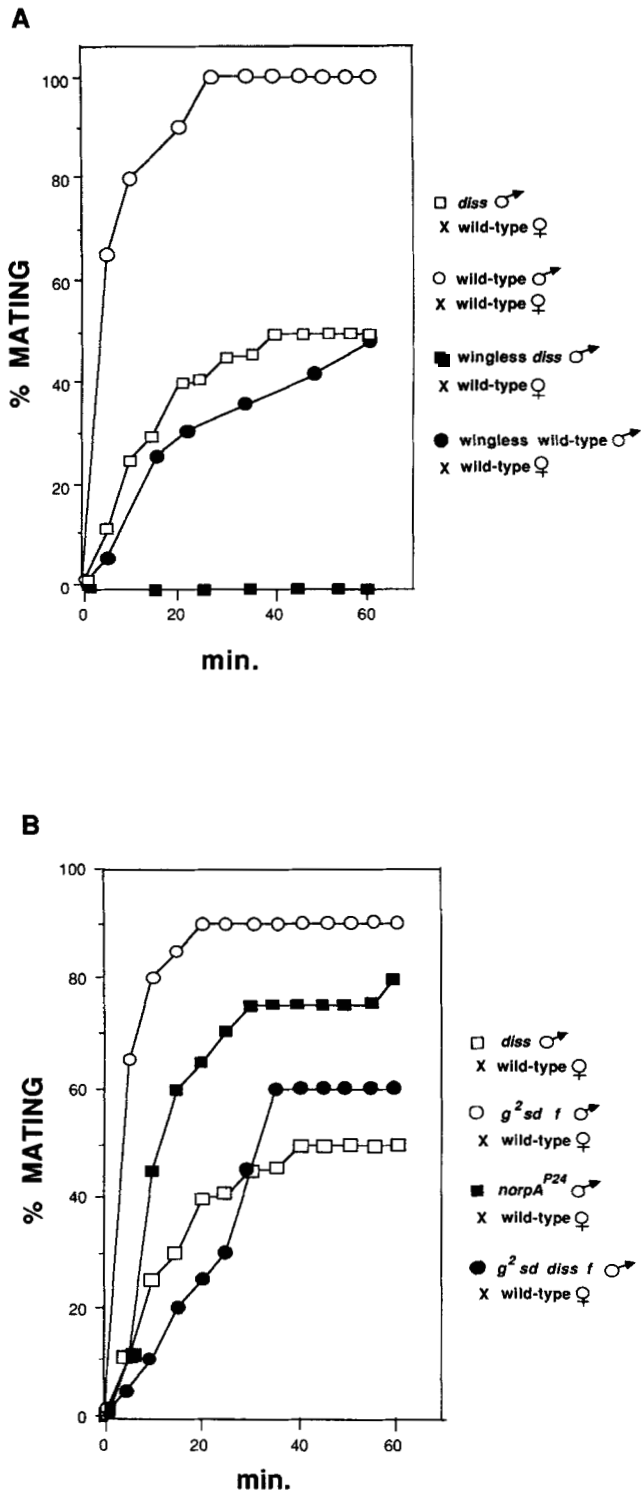 A
% MATING
100
80
60
40
20
0
0 20 40 60
min.
diss ♂
x wild-type ♀
wild-type ♂
x wild-type ♀
wingless diss ♂
x wild-type ♀
wingless wild-type ♂
x wild-type ♀
B
% MATING
100
80
60
40
20
0
0 20 40 60
min.
diss ♂
x wild-type ♀
g² sd f ♂
x wild-type ♀
norpA^P24 ♂
x wild-type ♀
g² sd diss f ♂
x wild-type ♀